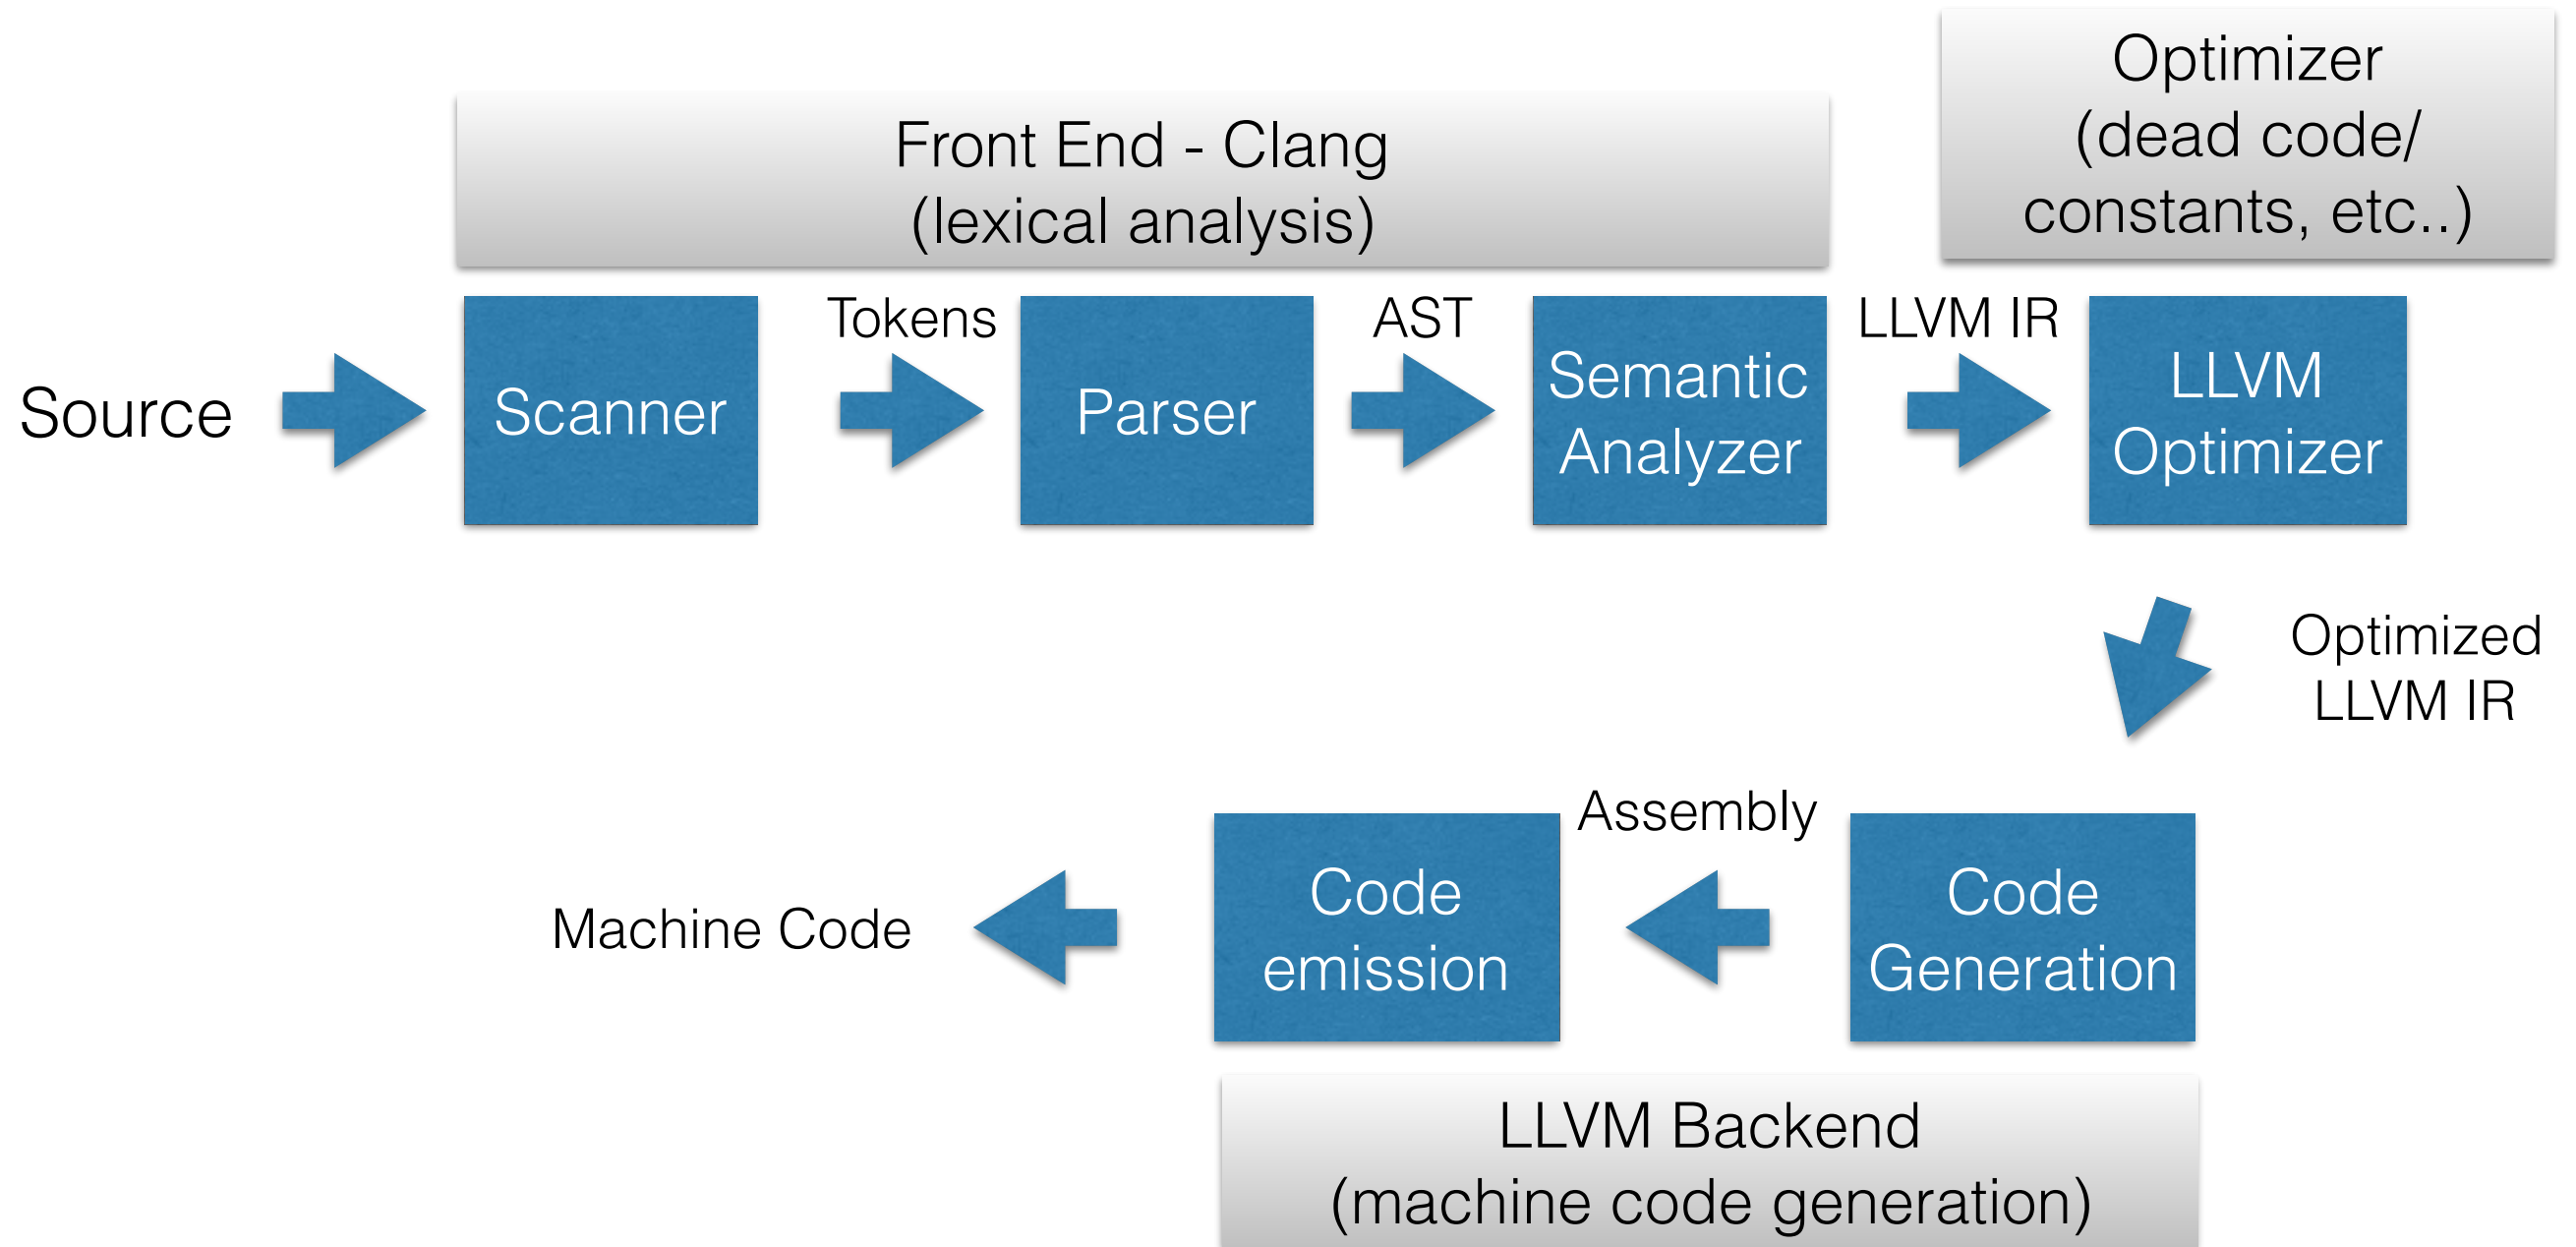 Optimizer
(dead code/
constants, etc..)
Front End - Clang
(lexical analysis)
Source
Scanner
Tokens
Parser
AST
Semantic
Analyzer
LLVM IR
LLVM
Optimizer
Optimized
LLVM IR
Code
Generation
Assembly
Code
emission
Machine Code
LLVM Backend
(machine code generation)